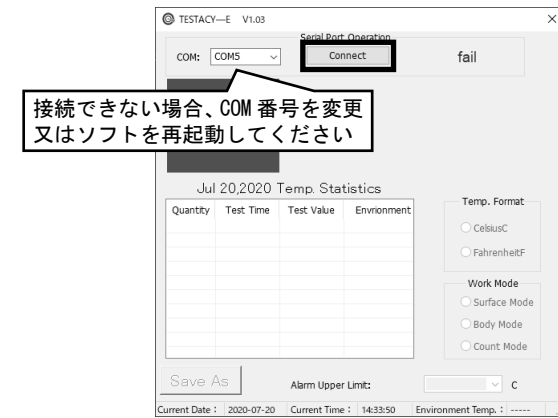 TESTACY—E V1.03
Serial Port Operation
COM: COM5 Connect fail
接続できない場合、COM 番号を変更
又はソフトを再起動してください
Jul 20,2020 Temp. Statistics
Quantity Test Time Test Value Envrionment
Temp. Format
CelsiusC
FahrenheitF
Work Mode
Surface Mode
Body Mode
Count Mode
Save As Alarm Upper Limit: C
Current Date： 2020-07-20 Current Time： 14:33:50 Environment Temp.： -----